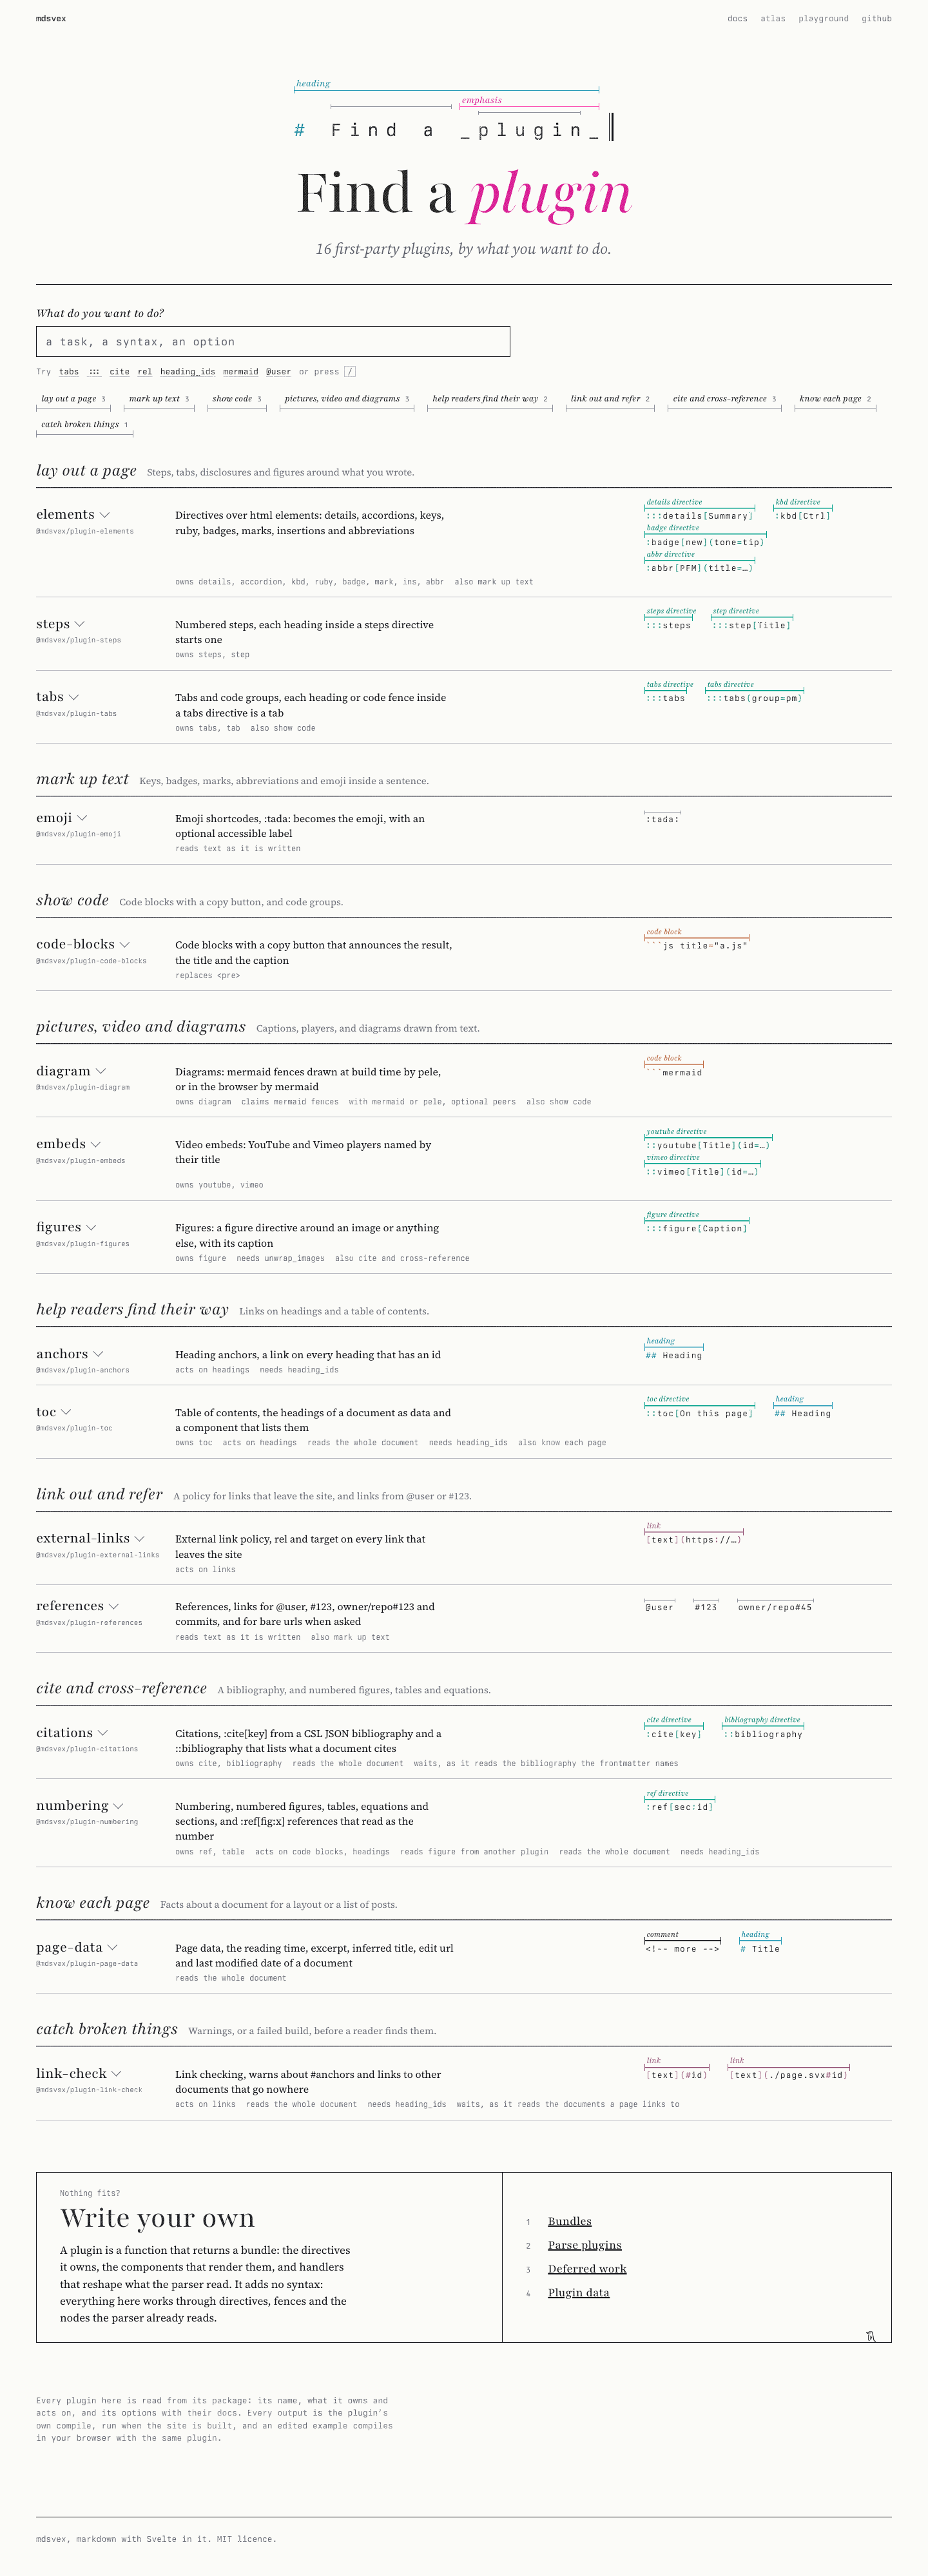 mdsvex
docs atlas playground github
heading
emphasis
# Find a _plugin_
Find a plugin
16 first-party plugins, by what you want to do.
What do you want to do?
a task, a syntax, an option
Try tabs ::: cite rel heading_ids mermaid @user or press /
lay out a page 3 mark up text 3 show code 3 pictures, video and diagrams 3 help readers find their way 2 link out and refer 2 cite and cross-reference 3 know each page 2
catch broken things 1
lay out a page Steps, tabs, disclosures and figures around what you wrote.
elements
@mdsvex/plugin-elements
Directives over html elements: details, accordions, keys,
ruby, badges, marks, insertions and abbreviations
owns details, accordion, kbd, ruby, badge, mark, ins, abbr also mark up text
details directive kbd directive
:::details[Summary] :kbd[Ctrl]
badge directive
:badge[new](tone=tip)
abbr directive
:abbr[PFM](title=…)
steps
@mdsvex/plugin-steps
Numbered steps, each heading inside a steps directive
starts one
owns steps, step
steps directive step directive
:::steps :::step[Title]
tabs
@mdsvex/plugin-tabs
Tabs and code groups, each heading or code fence inside
a tabs directive is a tab
owns tabs, tab also show code
tabs directive tabs directive
:::tabs :::tabs(group=pm)
mark up text Keys, badges, marks, abbreviations and emoji inside a sentence.
emoji
@mdsvex/plugin-emoji
Emoji shortcodes, :tada: becomes the emoji, with an
optional accessible label
reads text as it is written
:tada:
show code Code blocks with a copy button, and code groups.
code-blocks
@mdsvex/plugin-code-blocks
Code blocks with a copy button that announces the result,
the title and the caption
replaces <pre>
code block
```js title="a.js"
pictures, video and diagrams Captions, players, and diagrams drawn from text.
diagram
@mdsvex/plugin-diagram
Diagrams: mermaid fences drawn at build time by pele,
or in the browser by mermaid
owns diagram claims mermaid fences with mermaid or pele, optional peers also show code
code block
```mermaid
embeds
@mdsvex/plugin-embeds
Video embeds: YouTube and Vimeo players named by
their title
owns youtube, vimeo
youtube directive
::youtube[Title](id=…)
vimeo directive
::vimeo[Title](id=…)
figures
@mdsvex/plugin-figures
Figures: a figure directive around an image or anything
else, with its caption
owns figure needs unwrap_images also cite and cross-reference
figure directive
:::figure[Caption]
help readers find their way Links on headings and a table of contents.
anchors
@mdsvex/plugin-anchors
Heading anchors, a link on every heading that has an id
acts on headings needs heading_ids
heading
## Heading
toc
@mdsvex/plugin-toc
Table of contents, the headings of a document as data and
a component that lists them
owns toc acts on headings reads the whole document needs heading_ids also know each page
toc directive heading
::toc[On this page] ## Heading
link out and refer A policy for links that leave the site, and links from @user or #123.
external-links
@mdsvex/plugin-external-links
External link policy, rel and target on every link that
leaves the site
acts on links
link
[text](https://…)
references
@mdsvex/plugin-references
References, links for @user, #123, owner/repo#123 and
commits, and for bare urls when asked
reads text as it is written also mark up text
@user #123 owner/repo#45
cite and cross-reference A bibliography, and numbered figures, tables and equations.
citations
@mdsvex/plugin-citations
Citations, :cite[key] from a CSL JSON bibliography and a
::bibliography that lists what a document cites
owns cite, bibliography reads the whole document waits, as it reads the bibliography the frontmatter names
cite directive bibliography directive
:cite[key] ::bibliography
numbering
@mdsvex/plugin-numbering
Numbering, numbered figures, tables, equations and
sections, and :ref[fig:x] references that read as the
number
owns ref, table acts on code blocks, headings reads figure from another plugin reads the whole document needs heading_ids
ref directive
:ref[sec:id]
know each page Facts about a document for a layout or a list of posts.
page-data
@mdsvex/plugin-page-data
Page data, the reading time, excerpt, inferred title, edit url
and last modified date of a document
reads the whole document
comment heading
<!-- more --> # Title
catch broken things Warnings, or a failed build, before a reader finds them.
link-check
@mdsvex/plugin-link-check
Link checking, warns about #anchors and links to other
documents that go nowhere
acts on links reads the whole document needs heading_ids waits, as it reads the documents a page links to
link link
[text](#id) [text](./page.svx#id)
Nothing fits?
Write your own
A plugin is a function that returns a bundle: the directives
it owns, the components that render them, and handlers
that reshape what the parser read. It adds no syntax:
everything here works through directives, fences and the
nodes the parser already reads.
1 Bundles
2 Parse plugins
3 Deferred work
4 Plugin data
Every plugin here is read from its package: its name, what it owns and
acts on, and its options with their docs. Every output is the plugin's
own compile, run when the site is built, and an edited example compiles
in your browser with the same plugin.
mdsvex, markdown with Svelte in it. MIT licence.